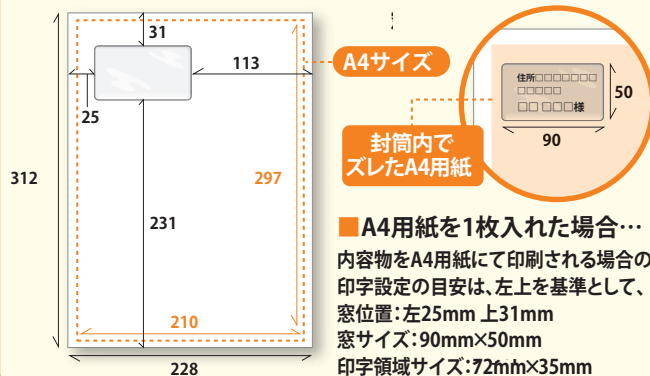 31
113
A4サイズ
25
312
297
231
210
228
住所□□□□□□□
□□□□□
□□ □□□様
50
90
封筒内で
ズレたA4用紙
■A4用紙を1枚入れた場合…
内容物をA4用紙にて印刷される場合の
印字設定の目安は、左上を基準として、
窓位置：左25mm 上31mm
窓サイズ：90mm×50mm
印字領域サイズ：72mm×35mm